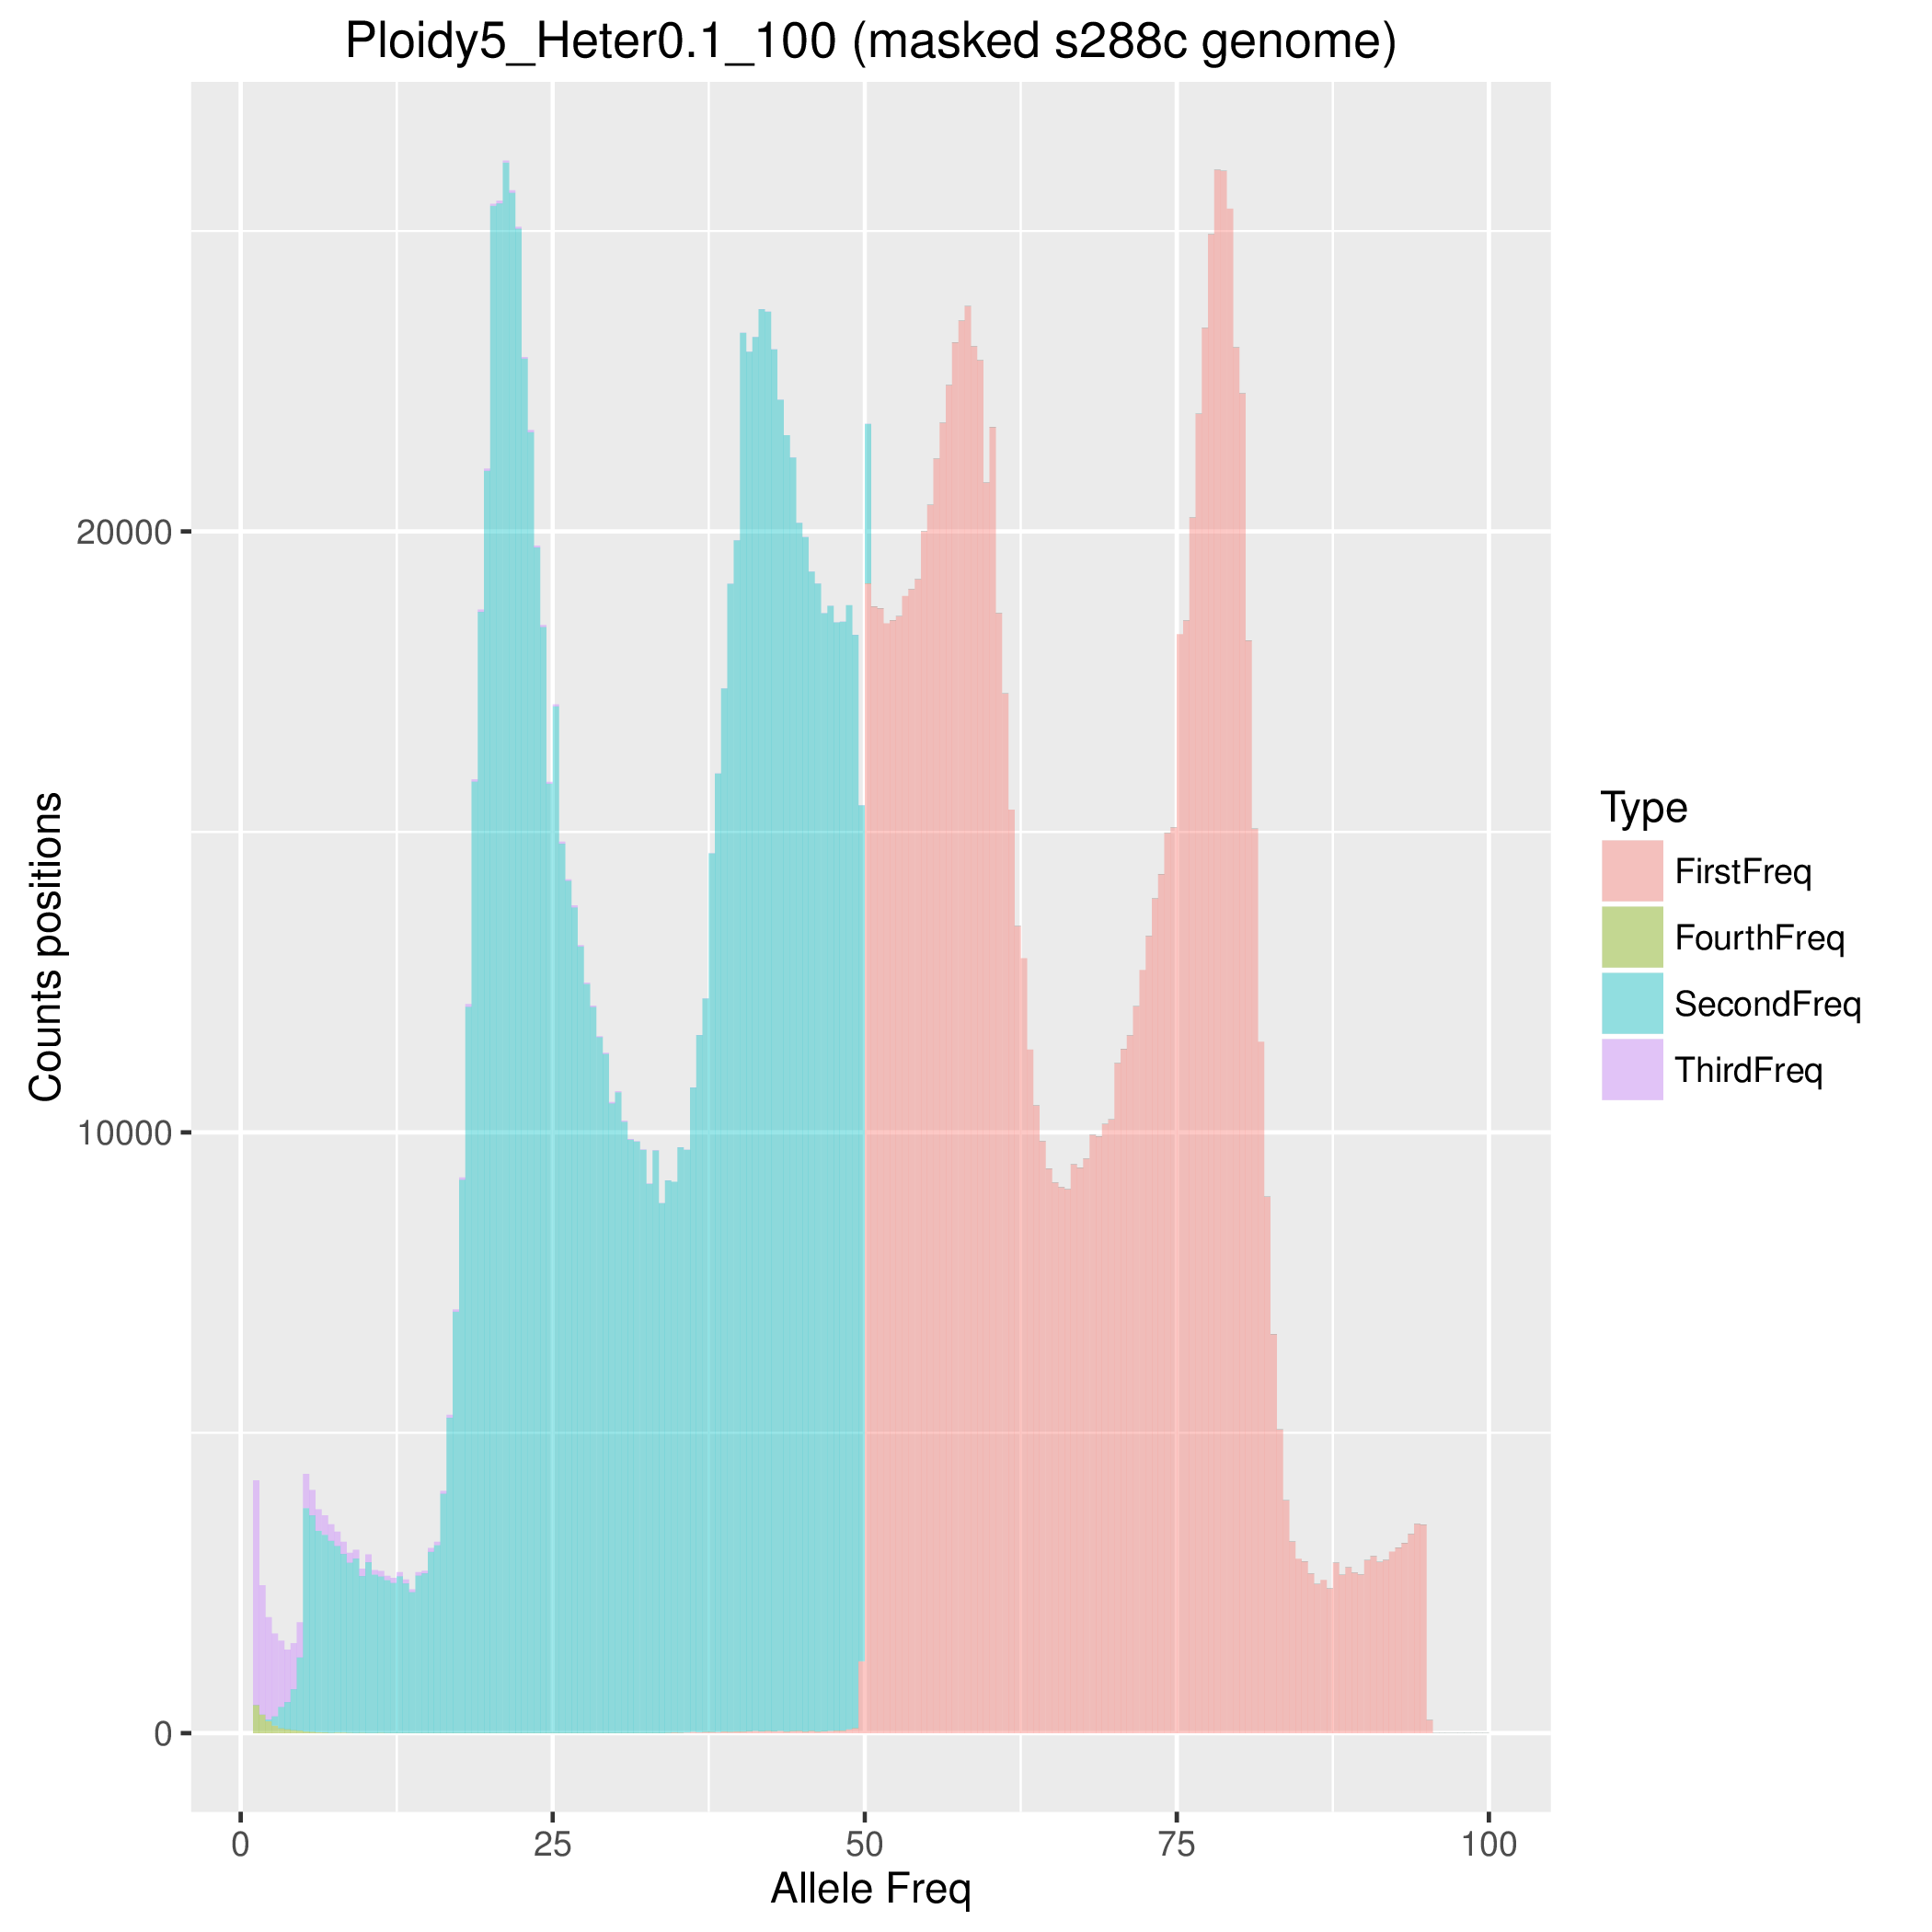 Ploidy5_Heter0.1_100 (masked s288c genome)
Counts positions
20000
10000
0
0
25
50
75
100
Allele Freq
Type
FirstFreq
FourthFreq
SecondFreq
ThirdFreq